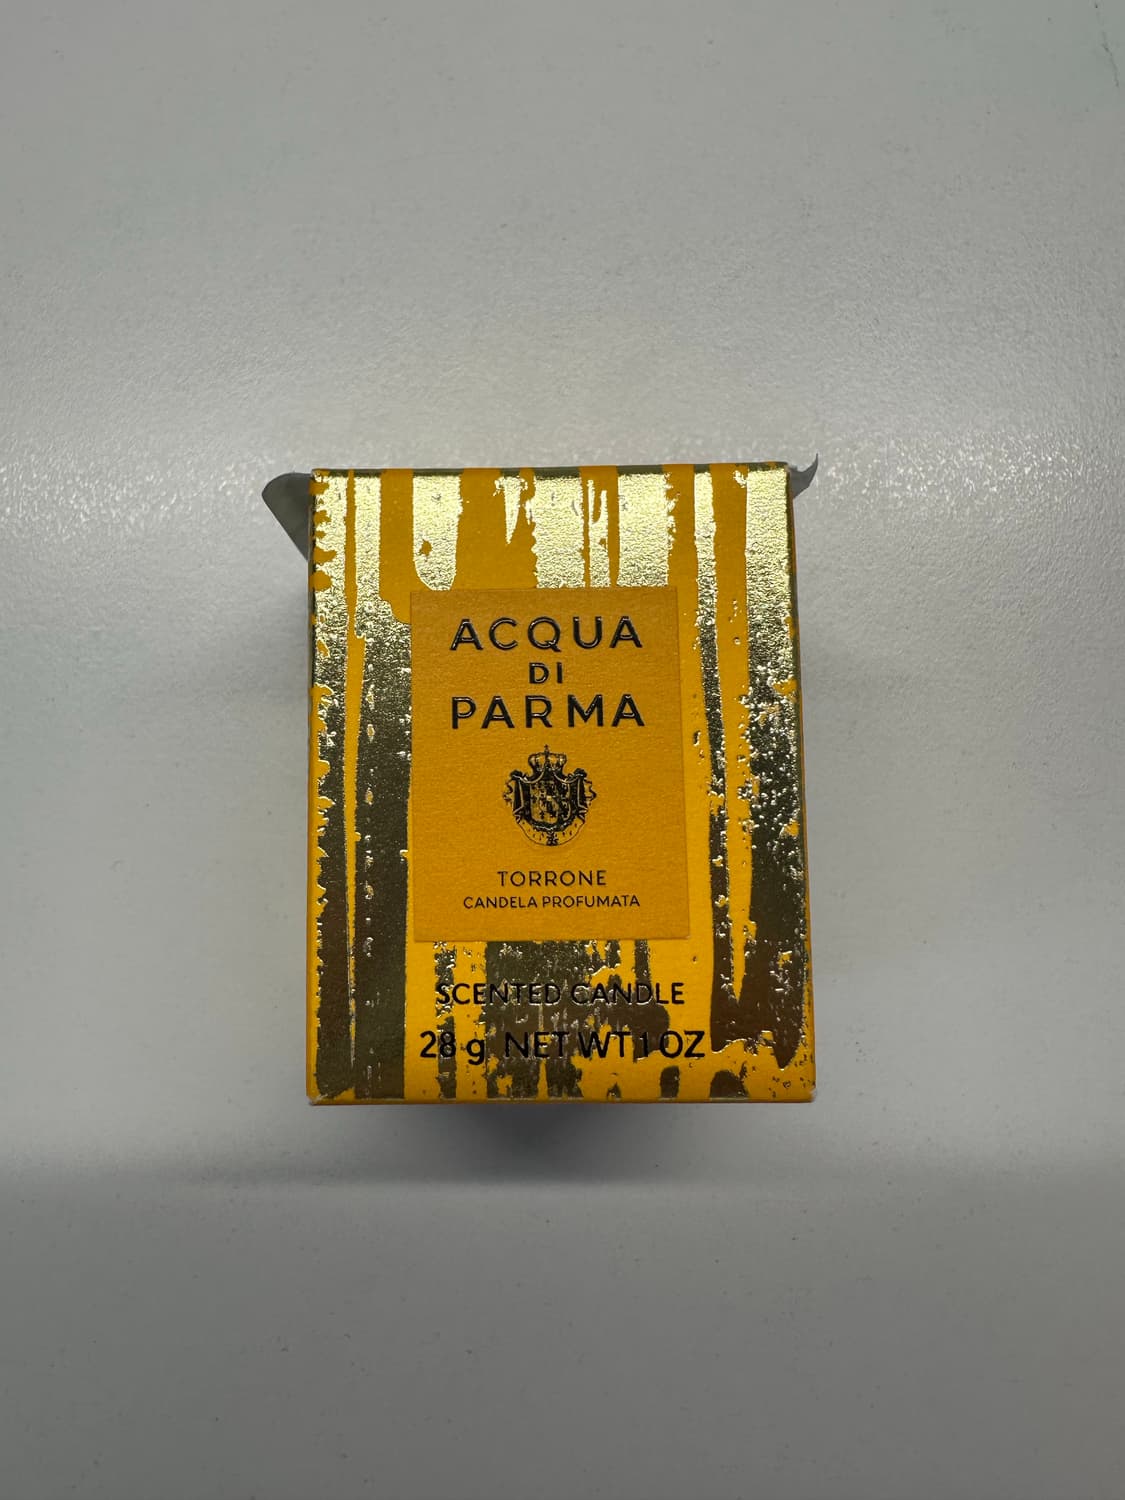 ACQUA
DI
PARMA
TORRONE
CANDELA PROFUMATA
SCENTED CANDLE
28 g NET WT 1 OZ